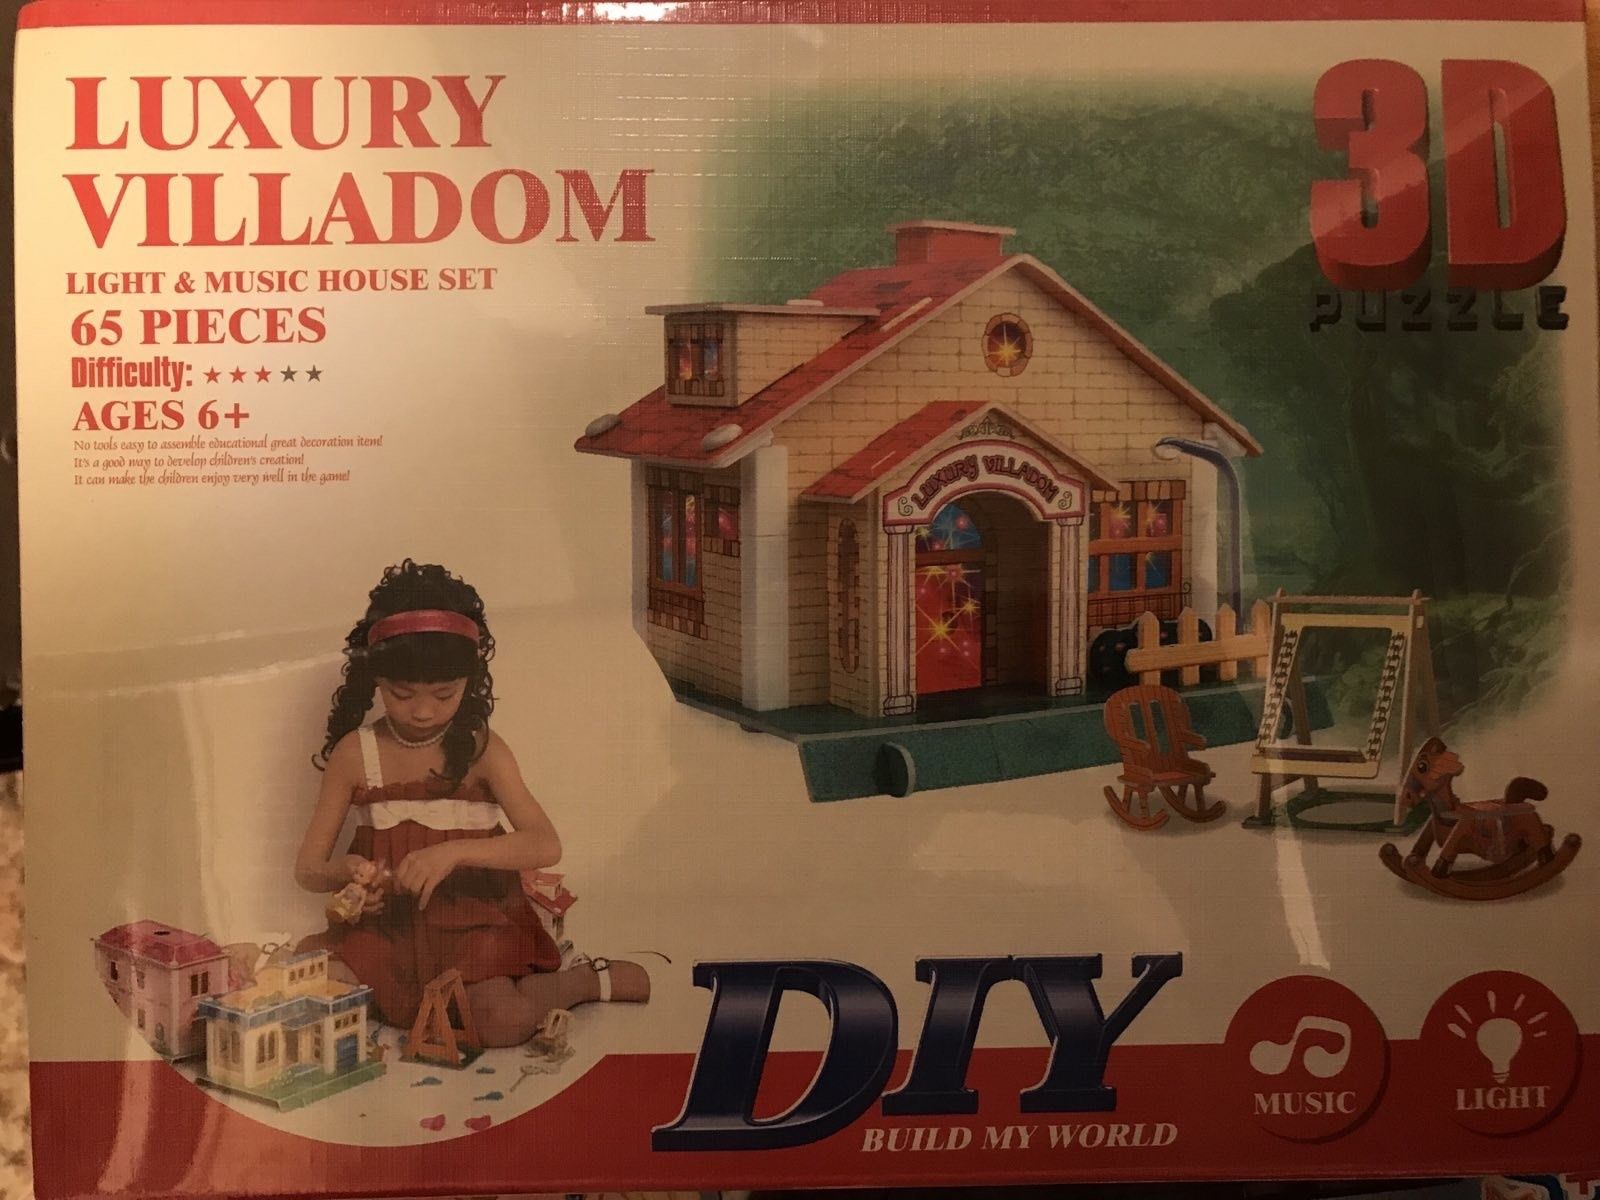 LUXURY
VILLADOM
LIGHT & MUSIC HOUSE SET
65 PIECES
Difficulty: ★★★★★
AGES 6+
No tools easy to assemble educational great decoration item!
It's a good way to develop children's creation!
It can make the children enjoy very well in the game!
3D
PUZZLE
LUXURY VILLADOM
DIY
BUILD MY WORLD
MUSIC
LIGHT